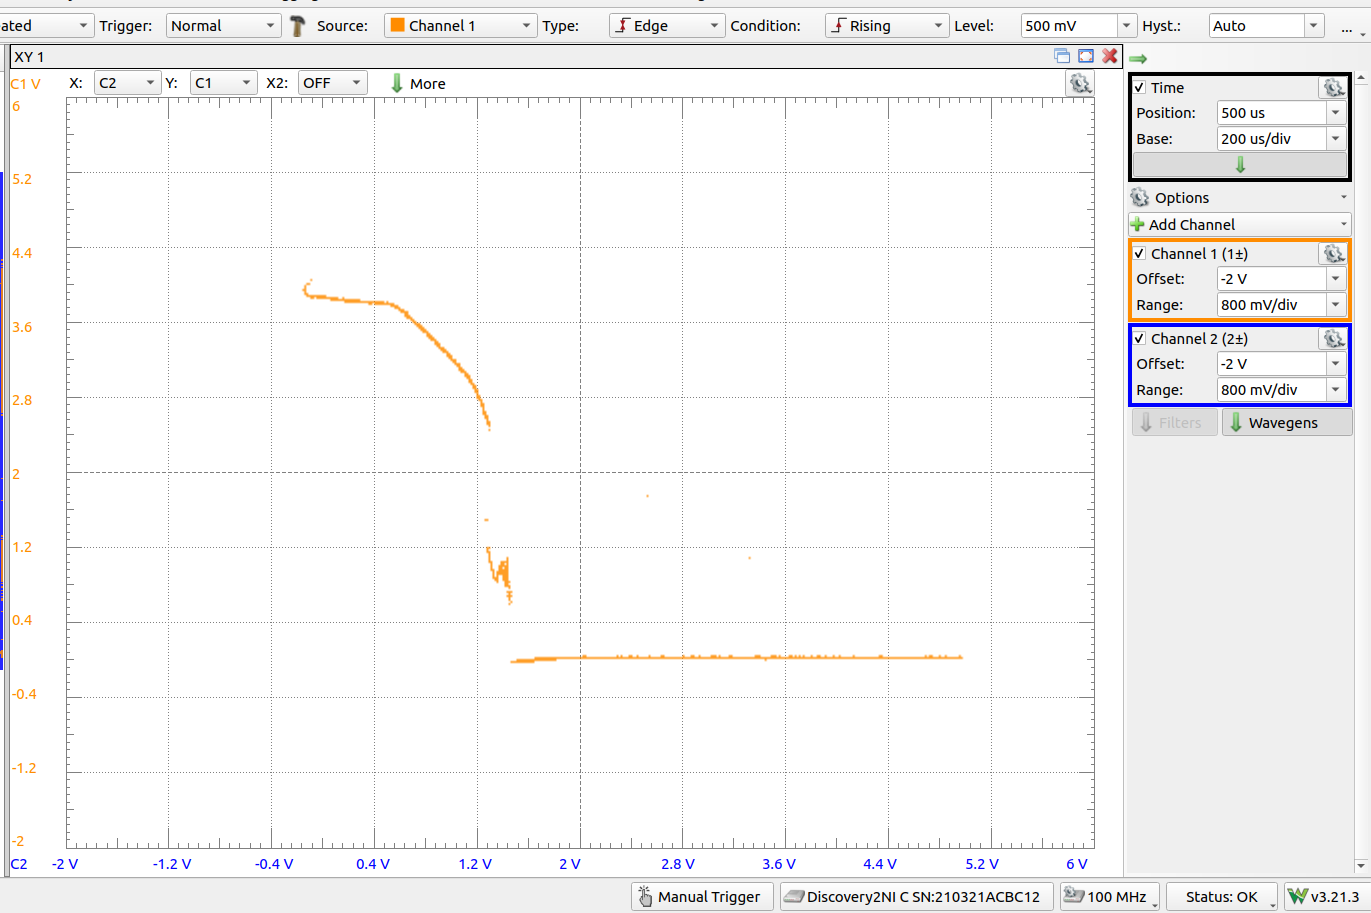 ated Trigger: Normal Source: Channel 1 Type: Edge Condition: Rising Level: 500 mV Hyst.: Auto ...
XY 1
C1 V X: C2 Y: C1 X2: OFF More
6
5.2
4.4
3.6
2.8
2
1.2
0.4
-0.4
-1.2
-2
C2 -2 V -1.2 V -0.4 V 0.4 V 1.2 V 2 V 2.8 V 3.6 V 4.4 V 5.2 V 6 V
Time
Position: 500 us
Base: 200 us/div
Options
Add Channel
Channel 1 (1±)
Offset: -2 V
Range: 800 mV/div
Channel 2 (2±)
Offset: -2 V
Range: 800 mV/div
Filters Wavegens
Manual Trigger Discovery2NI C SN:210321ACBC12 100 MHz Status: OK v3.21.3